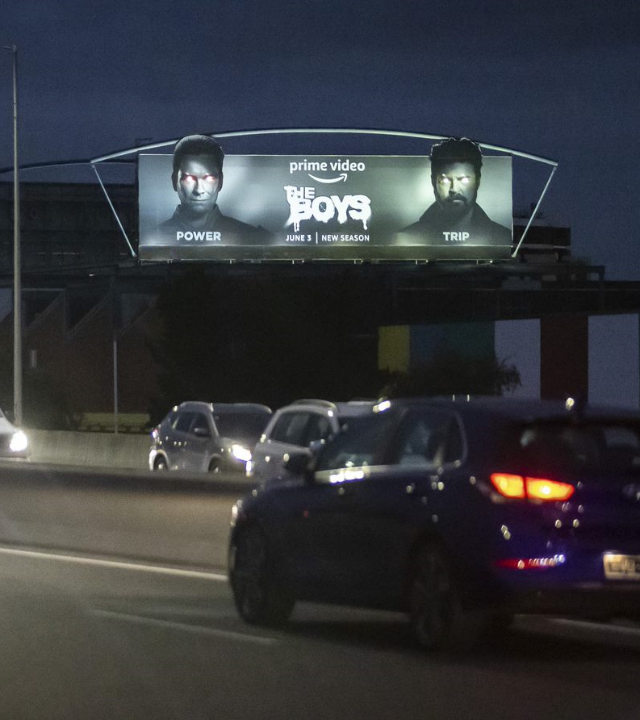 prime video
THE
BOYS
POWER
JUNE 3 | NEW SEASON
TRIP